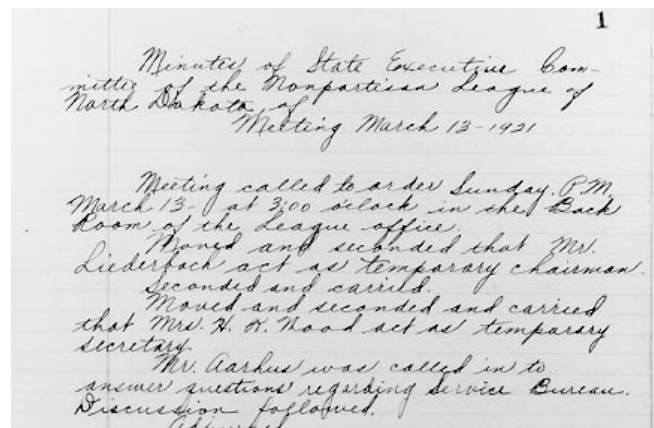 1
Minutes of State Executive Com-
mittee of the Nonpartisan League of
North Dakota of
Meeting March 13-1921
Meeting called to order Sunday P.M.
March 13- at 3:00 o'clock in the Back
Room of the League office.
Moved and seconded that Mr.
Liederbach act as temporary chairman.
Seconded and carried.
Moved and seconded and carried
that Mrs. H. R. Wood act as temporary
secretary.
Mr. Aarhus was called in to
answer questions regarding Service Bureau.
Discussion followed.